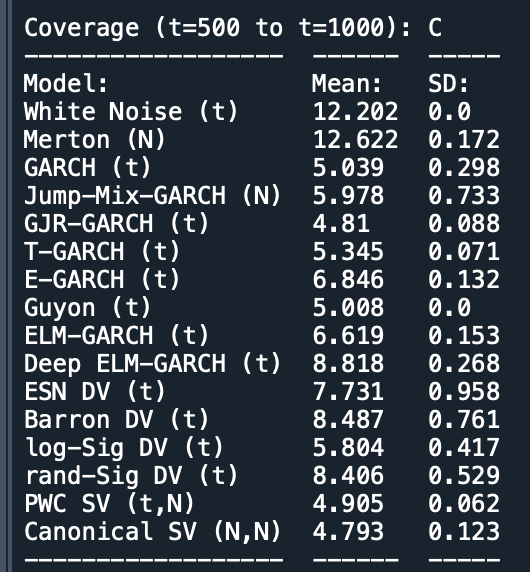 Coverage (t=500 to t=1000): C
------------------ ------ -----
Model: Mean: SD:
White Noise (t) 12.202 0.0
Merton (N) 12.622 0.172
GARCH (t) 5.039 0.298
Jump-Mix-GARCH (N) 5.978 0.733
GJR-GARCH (t) 4.81 0.088
T-GARCH (t) 5.345 0.071
E-GARCH (t) 6.846 0.132
Guyon (t) 5.008 0.0
ELM-GARCH (t) 6.619 0.153
Deep ELM-GARCH (t) 8.818 0.268
ESN DV (t) 7.731 0.958
Barron DV (t) 8.487 0.761
log-Sig DV (t) 5.804 0.417
rand-Sig DV (t) 8.406 0.529
PWC SV (t,N) 4.905 0.062
Canonical SV (N,N) 4.793 0.123
------------------ ------ -----